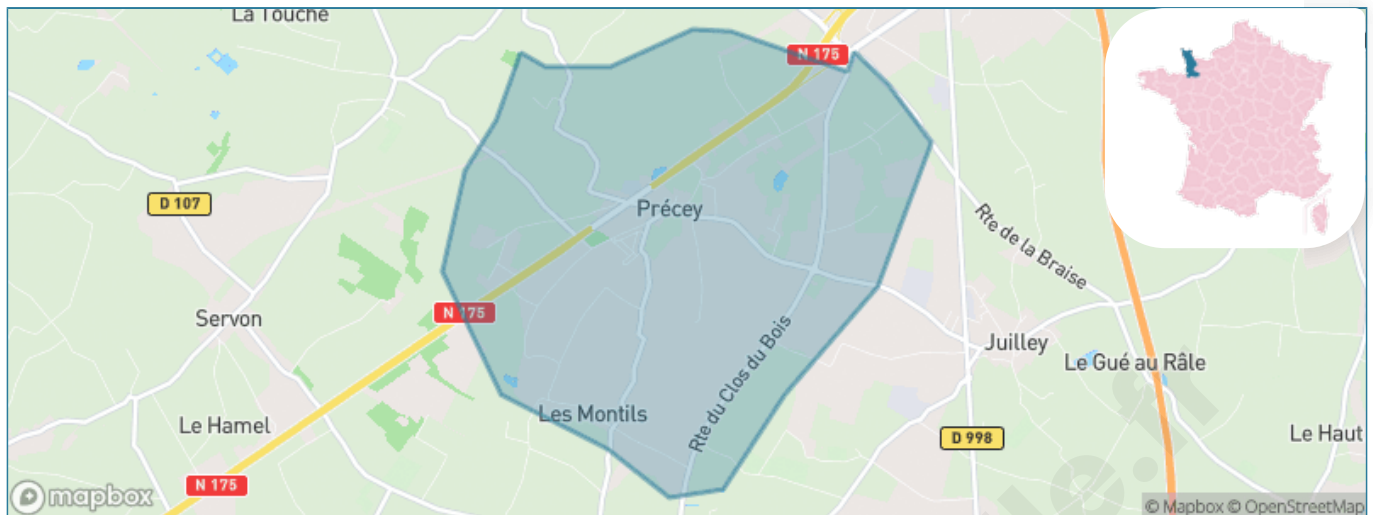 La Touche
N 175
D 107
Précey
Rte de la Braise
Servon
N 175
Juilley
Le Gué au Râle
Rte du Clos du Bois
Les Montils
Le Hamel
D 998
Le Haut
N 175
mapbox
© Mapbox © OpenStreetMap